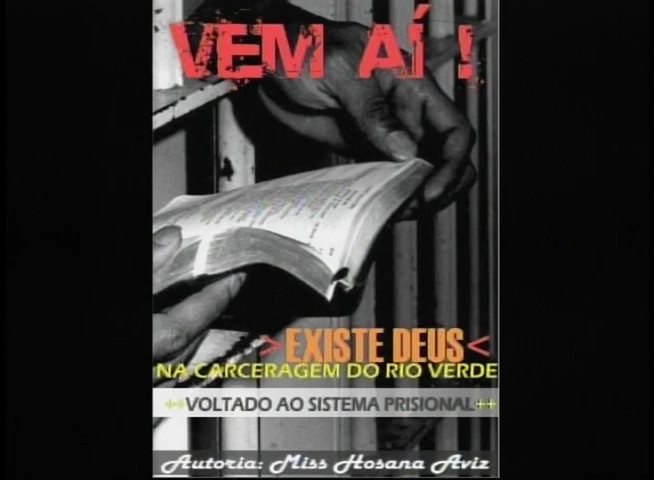 VEM AÍ !
>EXISTE DEUS<
NA CARCERAGEM DO RIO VERDE
++VOLTADO AO SISTEMA PRISIONAL++
Autoria: Miss Hosana Aviz